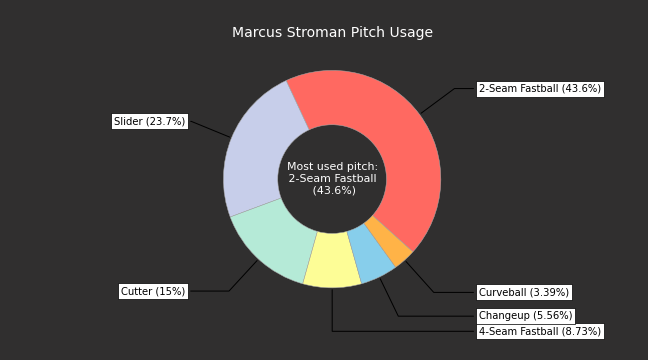 Marcus Stroman Pitch Usage
2-Seam Fastball (43.6%)
Slider (23.7%)
Most used pitch:
2-Seam Fastball
(43.6%)
Cutter (15%)
Curveball (3.39%)
Changeup (5.56%)
4-Seam Fastball (8.73%)